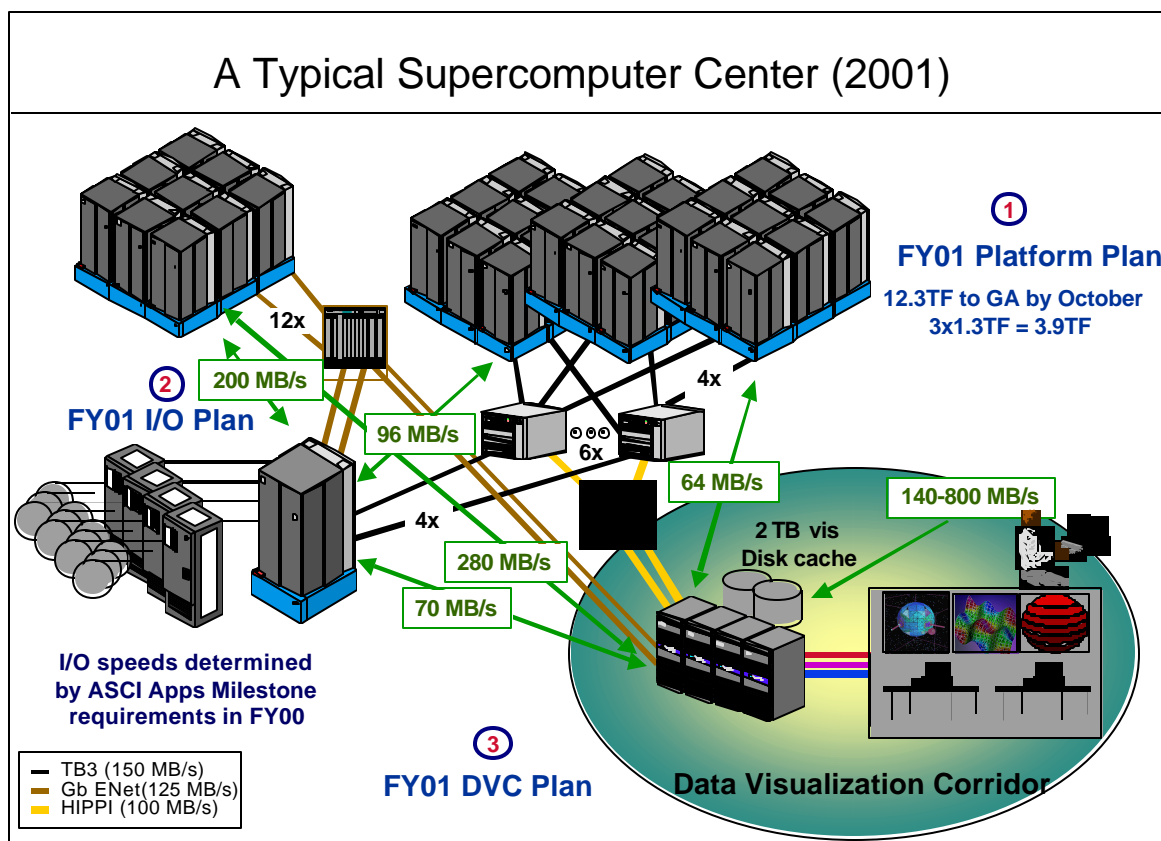 A Typical Supercomputer Center (2001)
1
FY01 Platform Plan
12.3TF to GA by October
3x1.3TF = 3.9TF
12x
2
200 MB/s
FY01 I/O Plan
96 MB/s
4x
6x
64 MB/s
140-800 MB/s
4x
2 TB vis
Disk cache
280 MB/s
70 MB/s
I/O speeds determined
by ASCI Apps Milestone
requirements in FY00
3
FY01 DVC Plan
Data Visualization Corridor
TB3 (150 MB/s)
Gb ENet(125 MB/s)
HIPPI (100 MB/s)